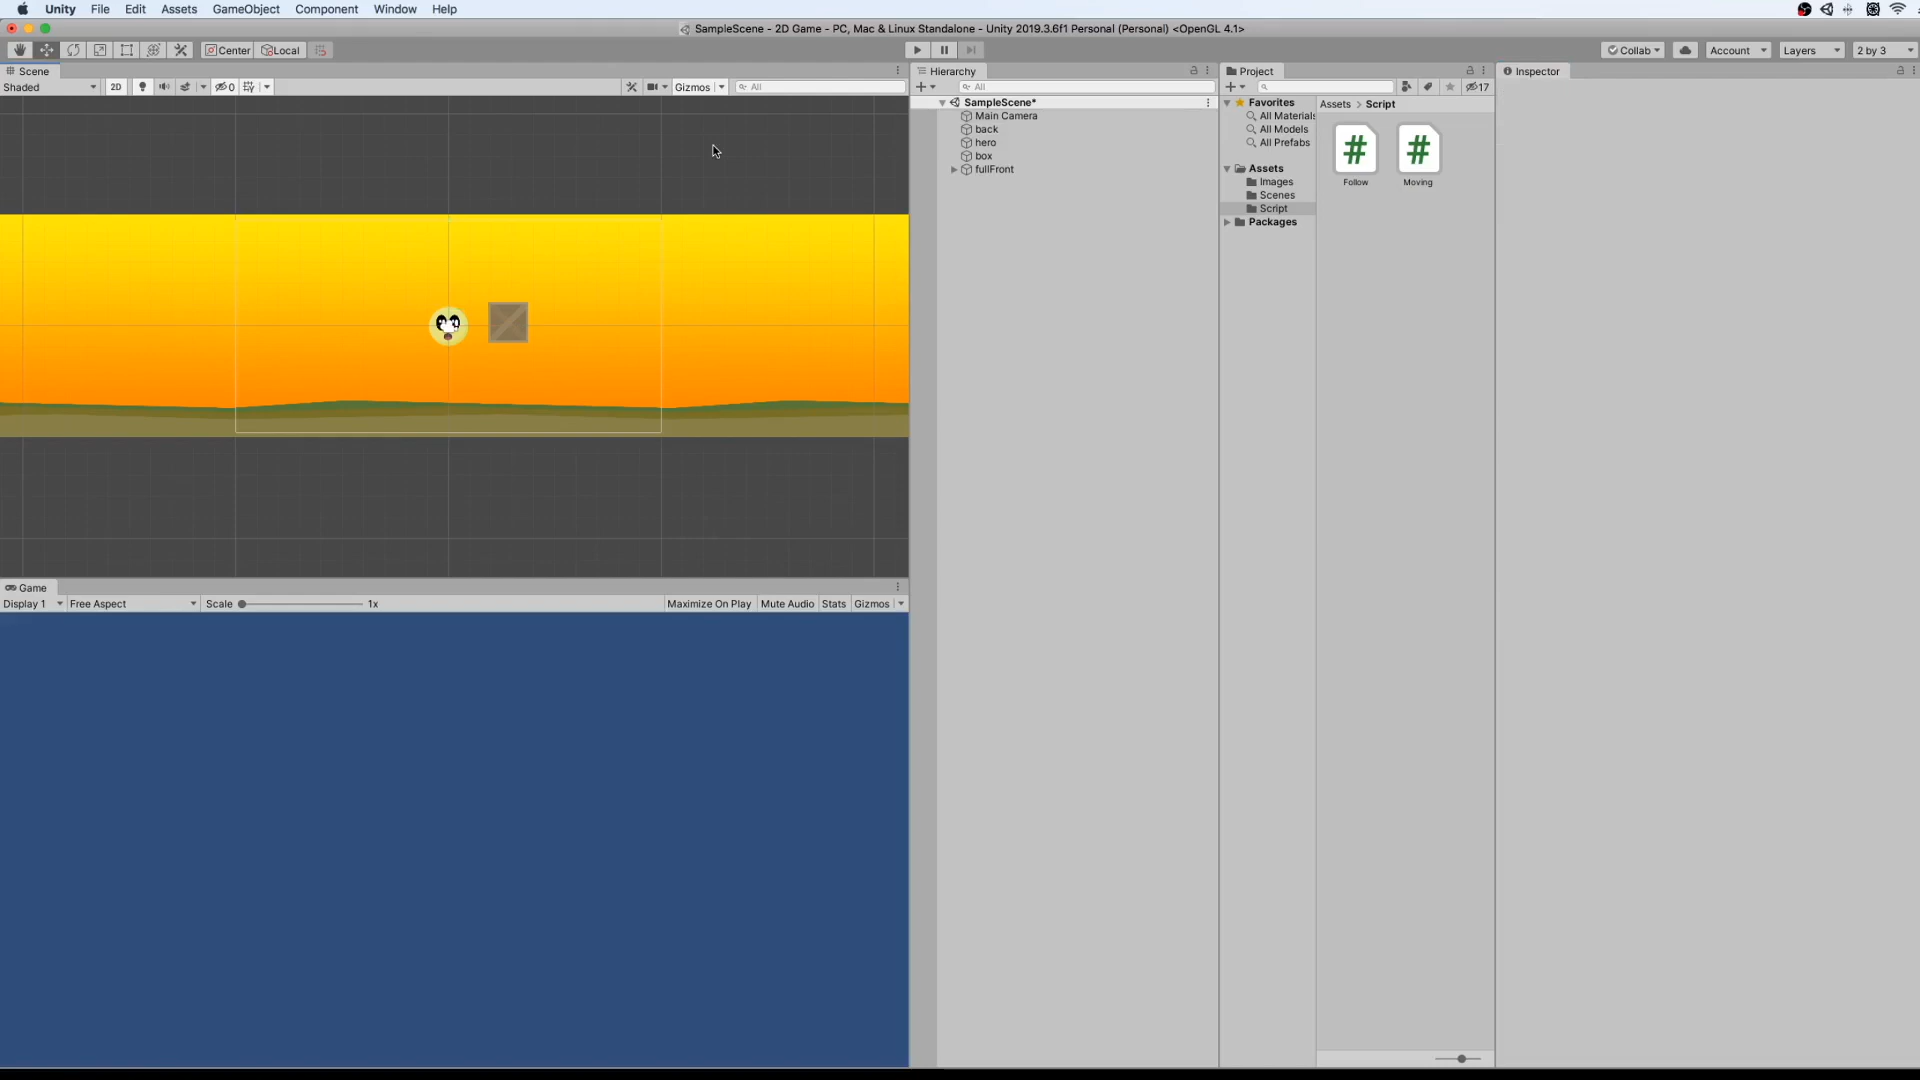 Unity File Edit Assets GameObject Component Window Help
SampleScene - 2D Game - PC, Mac & Linux Standalone - Unity 2019.3.6f1 Personal (Personal) <OpenGL 4.1>
Center Local Collab Account Layers 2 by 3
Scene
Shaded 2D 0 Gizmos All
Hierarchy
All
SampleScene*
Main Camera
back
hero
box
fullFront
Project
17
Favorites
All Materials
All Models
All Prefabs
Assets
Images
Scenes
Script
Packages
Assets > Script
# #
Follow Moving
Inspector
Game
Display 1 Free Aspect Scale 1x Maximize On Play Mute Audio Stats Gizmos